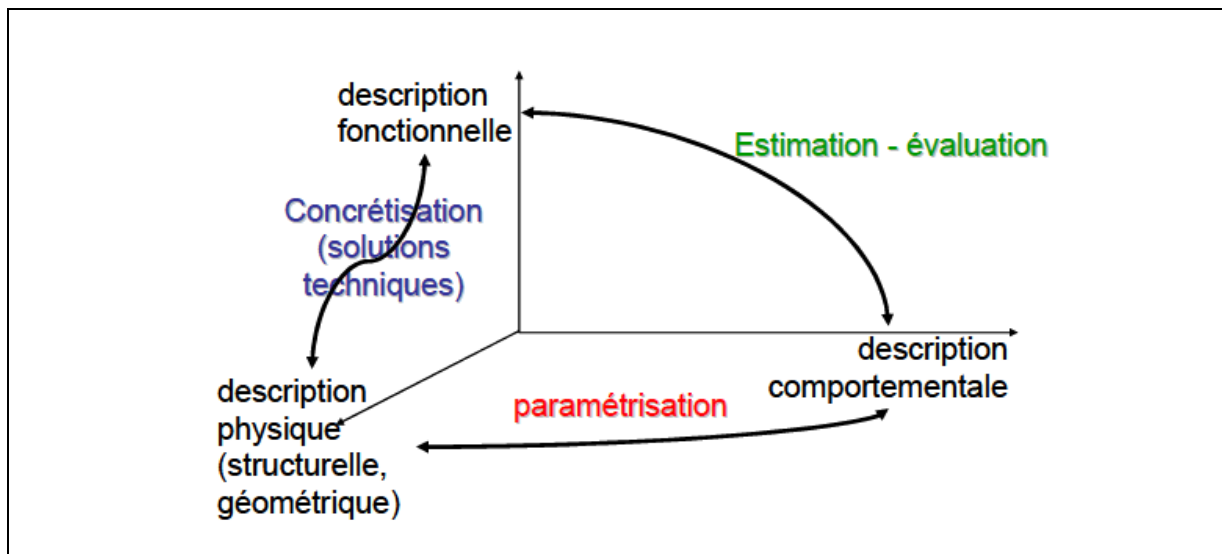 description
fonctionnelle
Estimation - évaluation
Concrétisation
(solutions
techniques)
description
comportementale
description
physique
(structurelle,
géométrique)
paramétrisation